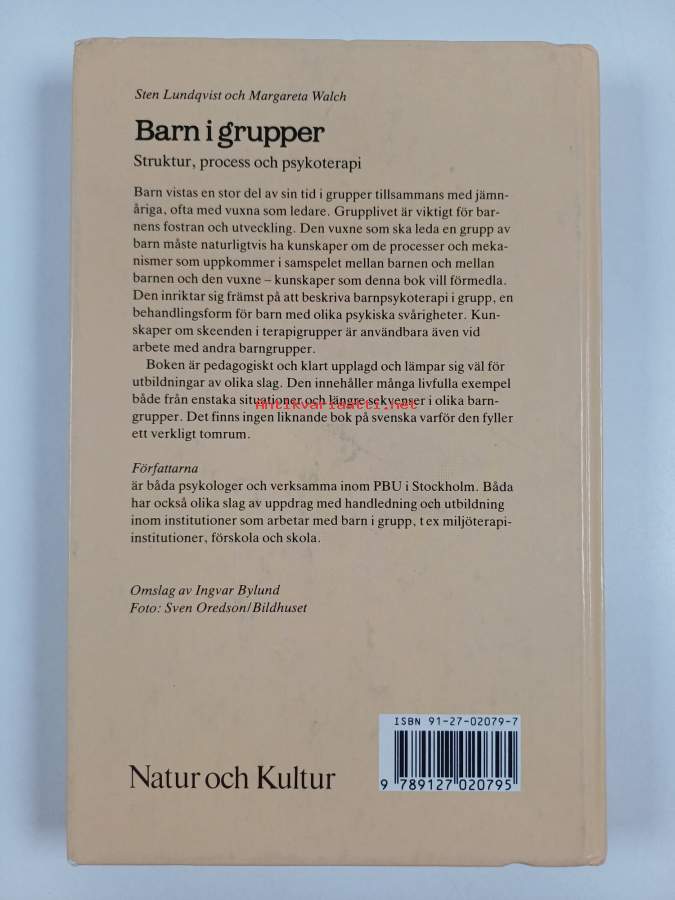 Sten Lundqvist och Margareta Walch
Barn i grupper
Struktur, process och psykoterapi
Barn vistas en stor del av sin tid i grupper tillsammans med jämn-
åriga, ofta med vuxna som ledare. Grupplivet är viktigt för bar-
nens fostran och utveckling. Den vuxne som ska leda en grupp av
barn måste naturligtvis ha kunskaper om de processer och meka-
nismer som uppkommer i samspelet mellan barnen och mellan
barnen och den vuxne – kunskaper som denna bok vill förmedla.
Den inriktar sig främst på att beskriva barnpsykoterapi i grupp, en
behandlingsform för barn med olika psykiska svårigheter. Kun-
skaper om skeenden i terapigrupper är användbara även vid
arbete med andra barngrupper.
Boken är pedagogiskt och klart upplagd och lämpar sig väl för
utbildningar av olika slag. Den innehåller många livfulla exempel
både från enstaka situationer och längre sekvenser i olika barn-
antikvariaatti.net
grupper. Det finns ingen liknande bok på svenska varför den fyller
ett verkligt tomrum.
Författarna
är båda psykologer och verksamma inom PBU i Stockholm. Båda
har också olika slag av uppdrag med handledning och utbildning
inom institutioner som arbetar med barn i grupp, t ex miljöterapi-
institutioner, förskola och skola.
Omslag av Ingvar Bylund
Foto: Sven Oredson/Bildhuset
ISBN 91-27-02079-7
9 789127 020795
Natur och Kultur